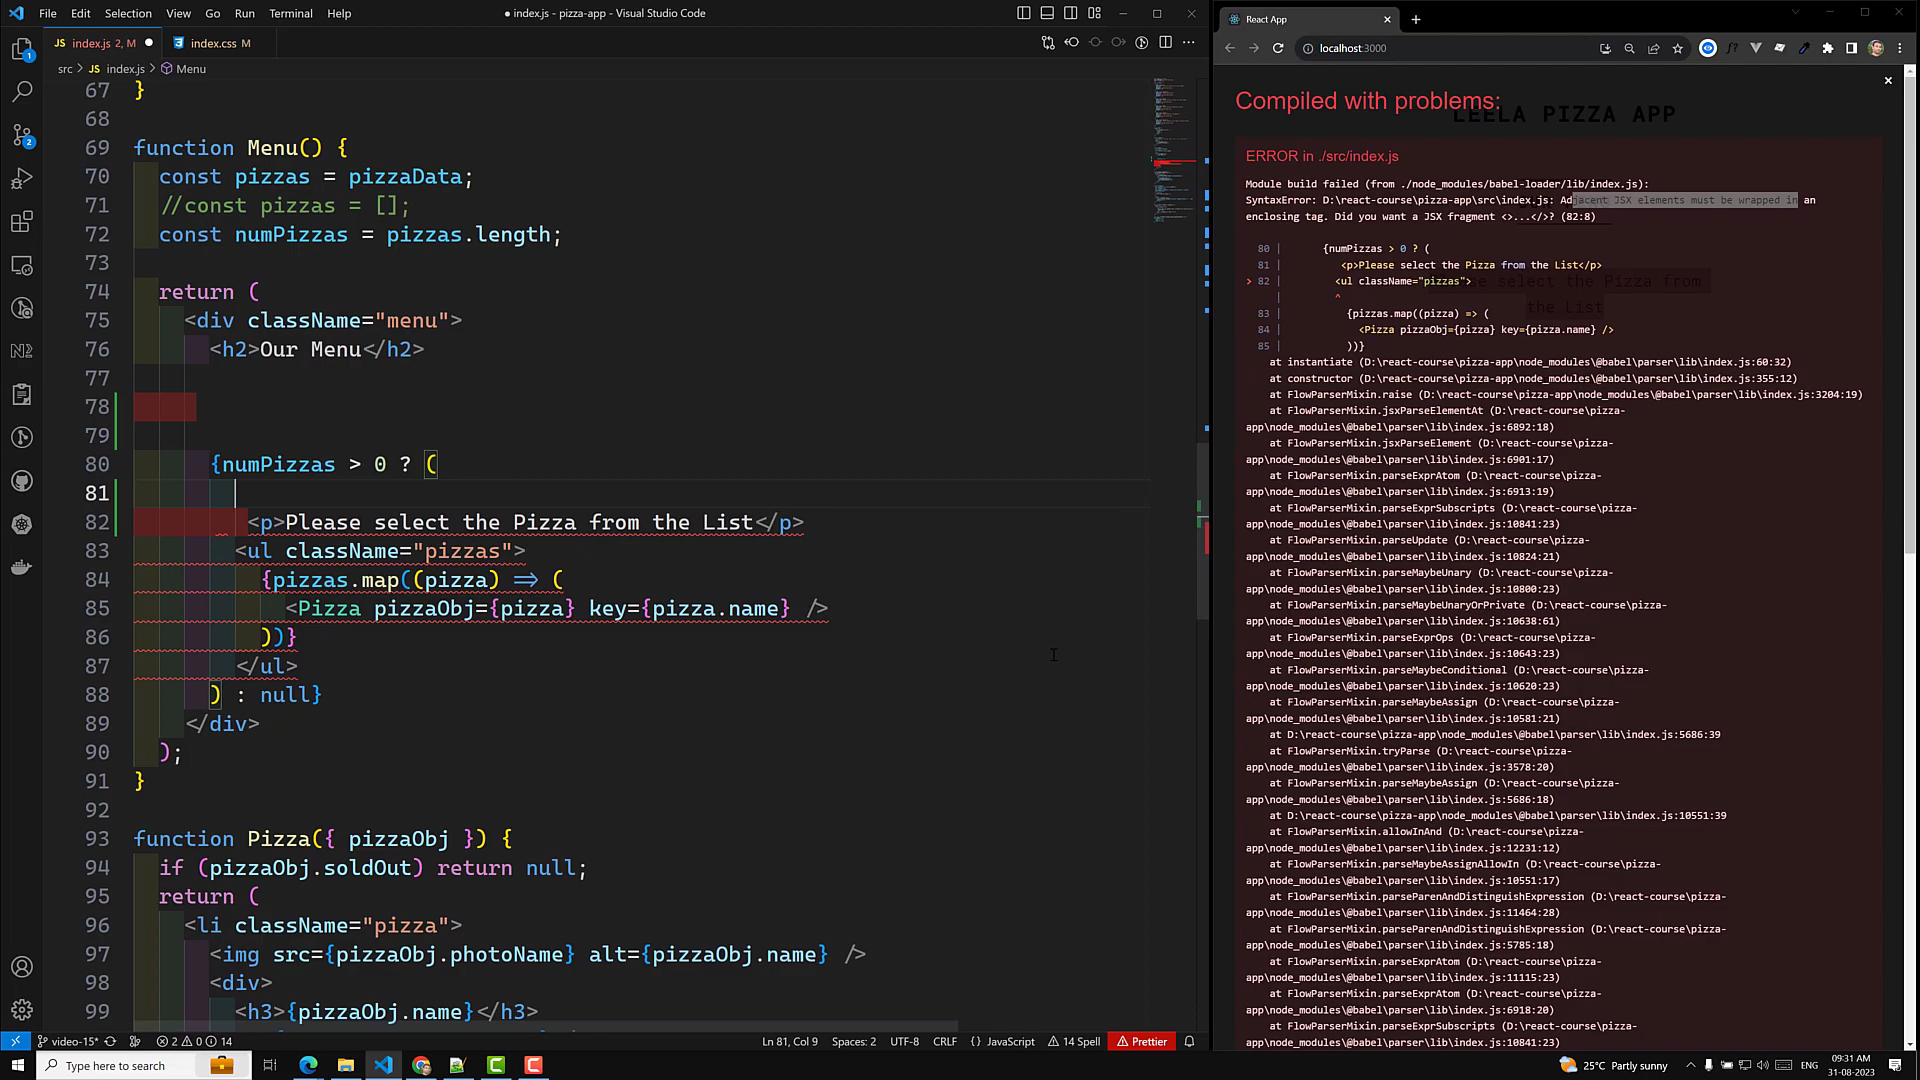 File Edit Selection View Go Run Terminal Help
● index.js - pizza-app - Visual Studio Code
JS index.js 2, M ●
index.css M
src > JS index.js > Menu
67 }
68
69 function Menu() {
70 const pizzas = pizzaData;
71 //const pizzas = [];
72 const numPizzas = pizzas.length;
73
74 return (
75 <div className="menu">
76 <h2>Our Menu</h2>
77
78
79
80 {numPizzas > 0 ? (
81
82 <p>Please select the Pizza from the List</p>
83 <ul className="pizzas">
84 {pizzas.map((pizza) => (
85 <Pizza pizzaObj={pizza} key={pizza.name} />
86 ))}
87 </ul>
88 ) : null}
89 </div>
90 );
91 }
92
93 function Pizza({ pizzaObj }) {
94 if (pizzaObj.soldOut) return null;
95 return (
96 <li className="pizza">
97 <img src={pizzaObj.photoName} alt={pizzaObj.name} />
98 <div>
99 <h3>{pizzaObj.name}</h3>
video-15* 2 0 14
Ln 81, Col 9 Spaces: 2 UTF-8 CRLF {} JavaScript 14 Spell Prettier
React App
localhost:3000
Compiled with problems:
LEELA PIZZA APP
ERROR in ./src/index.js
Module build failed (from ./node_modules/babel-loader/lib/index.js):
SyntaxError: D:\react-course\pizza-app\src\index.js: Adjacent JSX elements must be wrapped in an
enclosing tag. Did you want a JSX fragment <>...</>? (82:8)
80 | {numPizzas > 0 ? (
81 | <p>Please select the Pizza from the List</p>
> 82 | <ul className="pizzas">
| ^
83 | {pizzas.map((pizza) => (
84 | <Pizza pizzaObj={pizza} key={pizza.name} />
85 | ))}
select the Pizza from
the List
at instantiate (D:\react-course\pizza-app\node_modules\@babel\parser\lib\index.js:60:32)
at constructor (D:\react-course\pizza-app\node_modules\@babel\parser\lib\index.js:355:12)
at FlowParserMixin.raise (D:\react-course\pizza-app\node_modules\@babel\parser\lib\index.js:3204:19)
at FlowParserMixin.jsxParseElementAt (D:\react-course\pizza-
app\node_modules\@babel\parser\lib\index.js:6892:18)
at FlowParserMixin.jsxParseElement (D:\react-course\pizza-
app\node_modules\@babel\parser\lib\index.js:6901:17)
at FlowParserMixin.parseExprAtom (D:\react-course\pizza-
app\node_modules\@babel\parser\lib\index.js:6913:19)
at FlowParserMixin.parseExprSubscripts (D:\react-course\pizza-
app\node_modules\@babel\parser\lib\index.js:10841:23)
at FlowParserMixin.parseUpdate (D:\react-course\pizza-
app\node_modules\@babel\parser\lib\index.js:10824:21)
at FlowParserMixin.parseMaybeUnary (D:\react-course\pizza-
app\node_modules\@babel\parser\lib\index.js:10800:23)
at FlowParserMixin.parseMaybeUnaryOrPrivate (D:\react-course\pizza-
app\node_modules\@babel\parser\lib\index.js:10638:61)
at FlowParserMixin.parseExprOps (D:\react-course\pizza-
app\node_modules\@babel\parser\lib\index.js:10643:23)
at FlowParserMixin.parseMaybeConditional (D:\react-course\pizza-
app\node_modules\@babel\parser\lib\index.js:10620:23)
at FlowParserMixin.parseMaybeAssign (D:\react-course\pizza-
app\node_modules\@babel\parser\lib\index.js:10581:21)
at D:\react-course\pizza-app\node_modules\@babel\parser\lib\index.js:5686:39
at FlowParserMixin.tryParse (D:\react-course\pizza-
app\node_modules\@babel\parser\lib\index.js:3578:20)
at FlowParserMixin.parseMaybeAssign (D:\react-course\pizza-
app\node_modules\@babel\parser\lib\index.js:5686:18)
at D:\react-course\pizza-app\node_modules\@babel\parser\lib\index.js:10551:39
at FlowParserMixin.allowInAnd (D:\react-course\pizza-
app\node_modules\@babel\parser\lib\index.js:12231:12)
at FlowParserMixin.parseMaybeAssignAllowIn (D:\react-course\pizza-
app\node_modules\@babel\parser\lib\index.js:10551:17)
at FlowParserMixin.parseParenAndDistinguishExpression (D:\react-course\pizza-
app\node_modules\@babel\parser\lib\index.js:11464:28)
at FlowParserMixin.parseParenAndDistinguishExpression (D:\react-course\pizza-
app\node_modules\@babel\parser\lib\index.js:5785:18)
at FlowParserMixin.parseExprAtom (D:\react-course\pizza-
app\node_modules\@babel\parser\lib\index.js:11115:23)
at FlowParserMixin.parseExprAtom (D:\react-course\pizza-
app\node_modules\@babel\parser\lib\index.js:6918:20)
at FlowParserMixin.parseExprSubscripts (D:\react-course\pizza-
app\node_modules\@babel\parser\lib\index.js:10841:23)
Type here to search
25°C Partly sunny
ENG
09:31 AM
31-08-2023